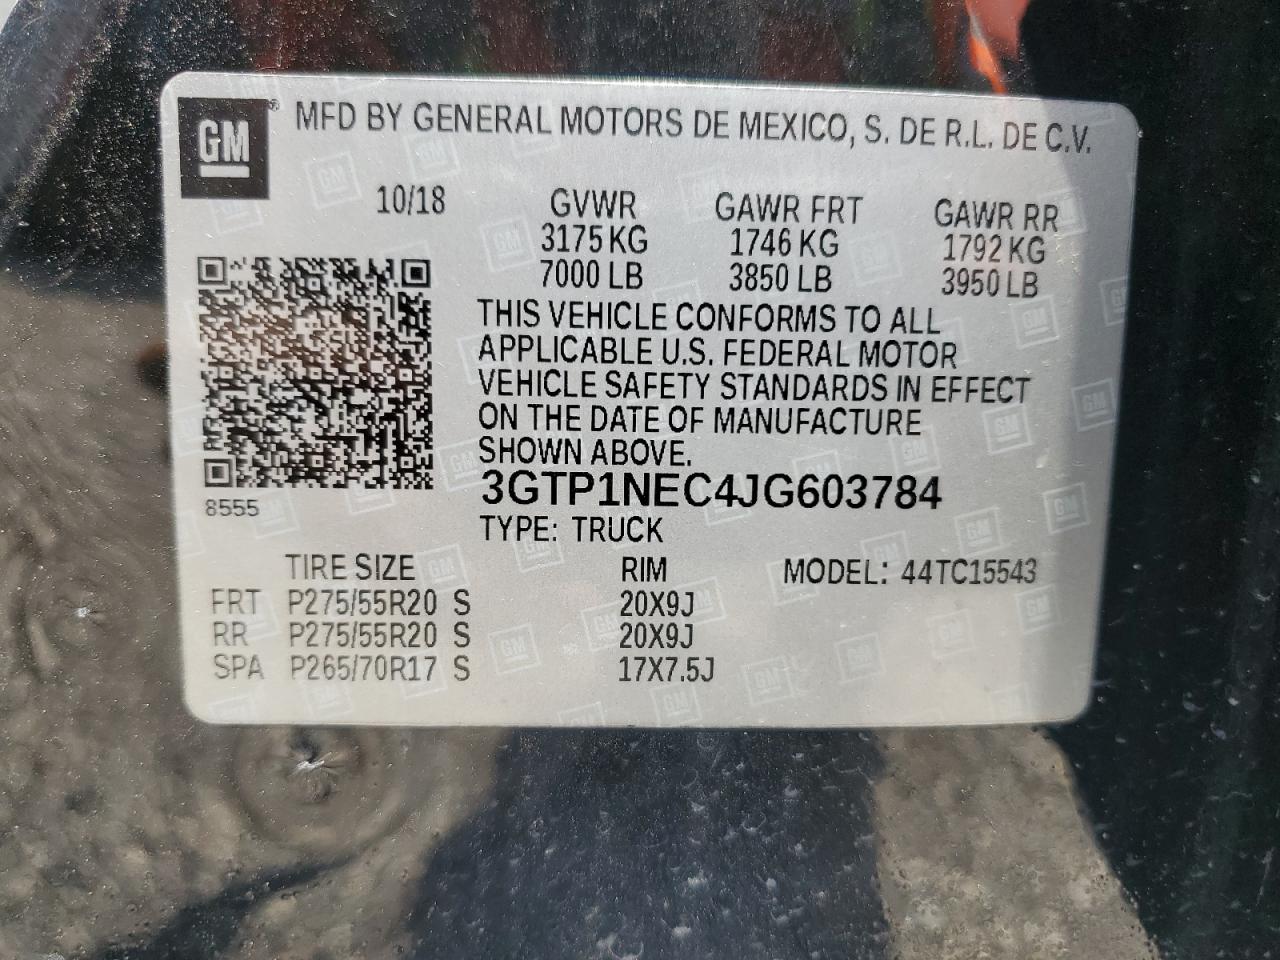 GM ® MFD BY GENERAL MOTORS DE MEXICO, S. DE R.L. DE C.V.
10/18 GVWR GAWR FRT GAWR RR
3175 KG 1746 KG 1792 KG
7000 LB 3850 LB 3950 LB
THIS VEHICLE CONFORMS TO ALL
APPLICABLE U.S. FEDERAL MOTOR
VEHICLE SAFETY STANDARDS IN EFFECT
ON THE DATE OF MANUFACTURE
SHOWN ABOVE.
3GTP1NEC4JG603784
8555
TYPE: TRUCK
TIRE SIZE RIM MODEL: 44TC15543
FRT P275/55R20 S 20X9J
RR P275/55R20 S 20X9J
SPA P265/70R17 S 17X7.5J